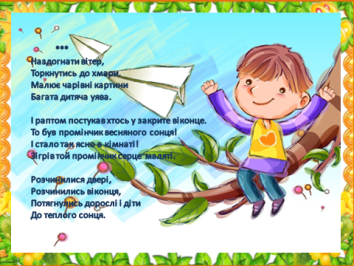 ***
Наздогнати вітер,
Торкнутись до хмари.
Малює чарівні картини
Багата дитяча уява.
І раптом постукав хтось у закрите віконце.
То був промінчик весняного сонця!
І стало так ясно в кімнаті!
Зігрів той промінчик серце маляті.
Розчинилися двері,
Розчинились віконця,
Потягнулись дорослі і діти
До теплого сонця.